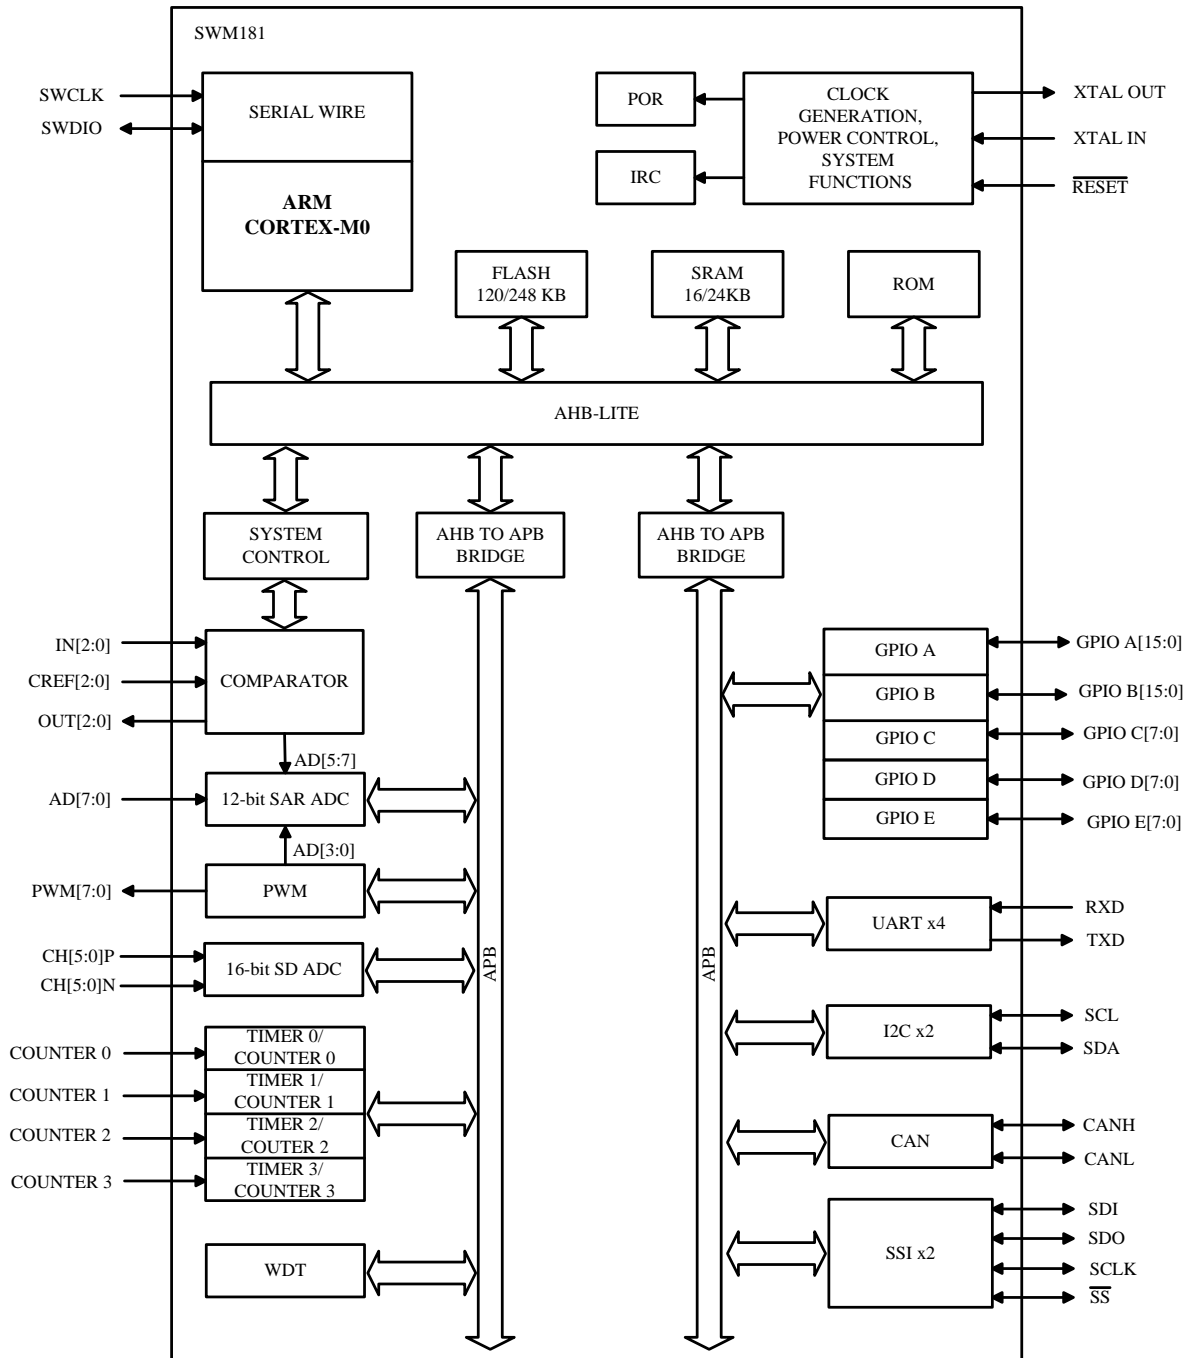 SWM181
SWCLK
SWDIO
SERIAL WIRE
ARM
CORTEX-M0
POR
IRC
CLOCK
GENERATION,
POWER CONTROL,
SYSTEM
FUNCTIONS
XTAL OUT
XTAL IN
RESET
FLASH
120/248 KB
SRAM
16/24KB
ROM
AHB-LITE
SYSTEM
CONTROL
AHB TO APB
BRIDGE
AHB TO APB
BRIDGE
IN[2:0]
CREF[2:0]
OUT[2:0]
COMPARATOR
AD[5:7]
AD[7:0]
12-bit SAR ADC
AD[3:0]
PWM[7:0]
PWM
CH[5:0]P
CH[5:0]N
16-bit SD ADC
COUNTER 0
TIMER 0/
COUNTER 0
COUNTER 1
TIMER 1/
COUNTER 1
COUNTER 2
TIMER 2/
COUTER 2
COUNTER 3
TIMER 3/
COUNTER 3
WDT
APB
APB
GPIO A
GPIO A[15:0]
GPIO B
GPIO B[15:0]
GPIO C
GPIO C[7:0]
GPIO D
GPIO D[7:0]
GPIO E
GPIO E[7:0]
UART x4
RXD
TXD
I2C x2
SCL
SDA
CAN
CANH
CANL
SSI x2
SDI
SDO
SCLK
SS